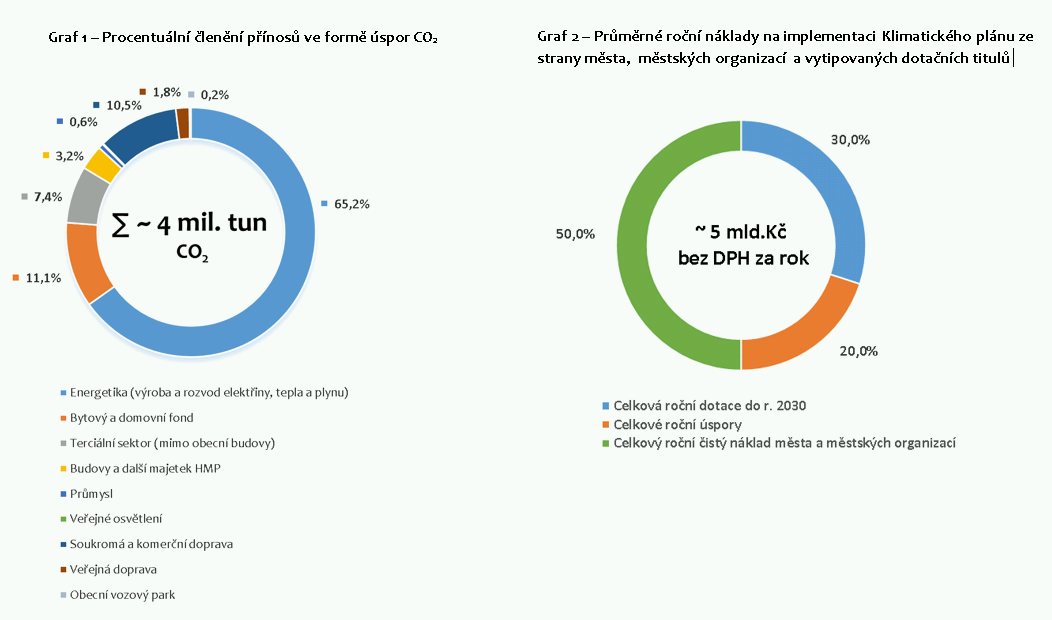 Graf 1 – Procentuální členění přínosů ve formě úspor CO₂
0,2%
1,8%
10,5%
0,6%
3,2%
7,4%
65,2%
11,1%
∑ ~ 4 mil. tun
CO₂
Energetika (výroba a rozvod elektřiny, tepla a plynu)
Bytový a domovní fond
Terciální sektor (mimo obecní budovy)
Budovy a další majetek HMP
Průmysl
Veřejné osvětlení
Soukromá a komerční doprava
Veřejná doprava
Obecní vozový park
Graf 2 – Průměrné roční náklady na implementaci Klimatického plánu ze
strany města, městských organizací a vytipovaných dotačních titulů
30,0%
50,0%
20,0%
~ 5 mld.Kč
bez DPH za rok
Celková roční dotace do r. 2030
Celkové roční úspory
Celkový roční čistý náklad města a městských organizací